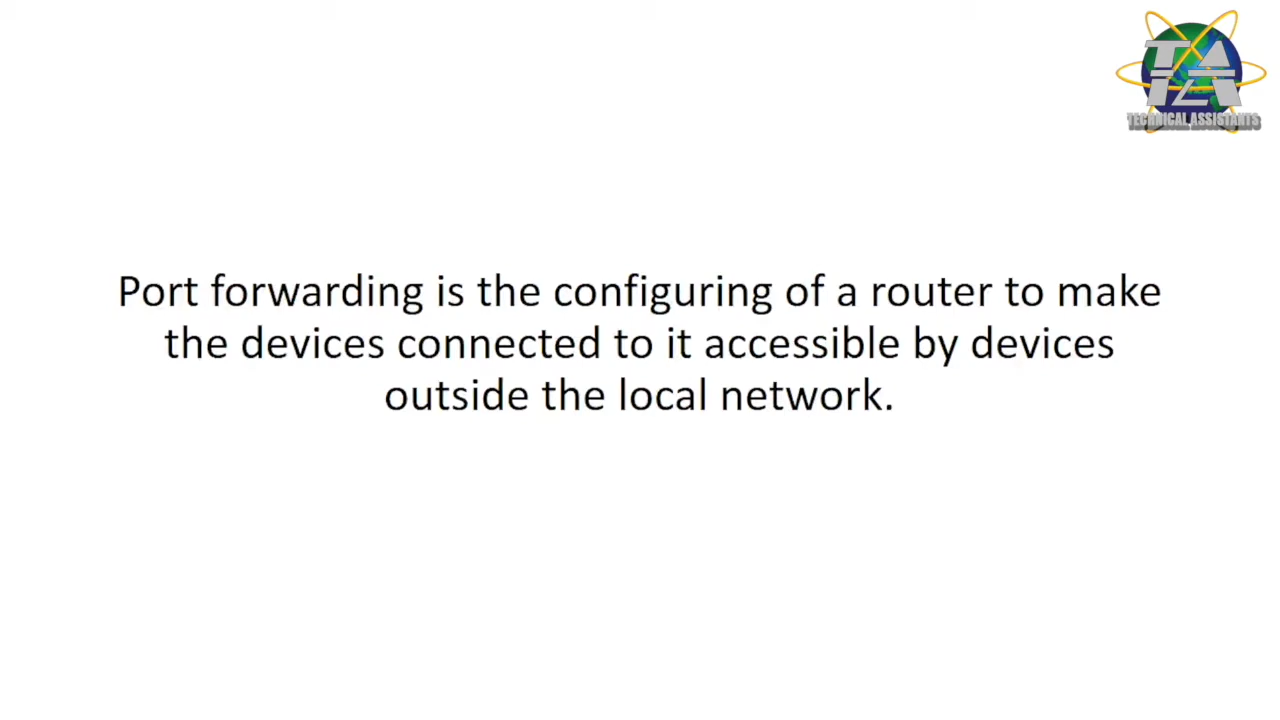 TA
TECHNICAL ASSISTANTS
Port forwarding is the configuring of a router to make
the devices connected to it accessible by devices
outside the local network.